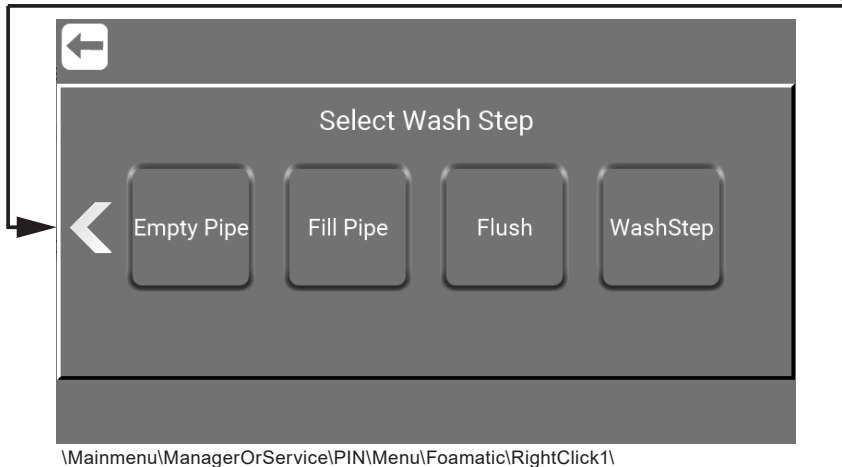 Select Wash Step
Empty Pipe Fill Pipe Flush WashStep
\Mainmenu\ManagerOrService\PIN\Menu\Foamatic\RightClick1\